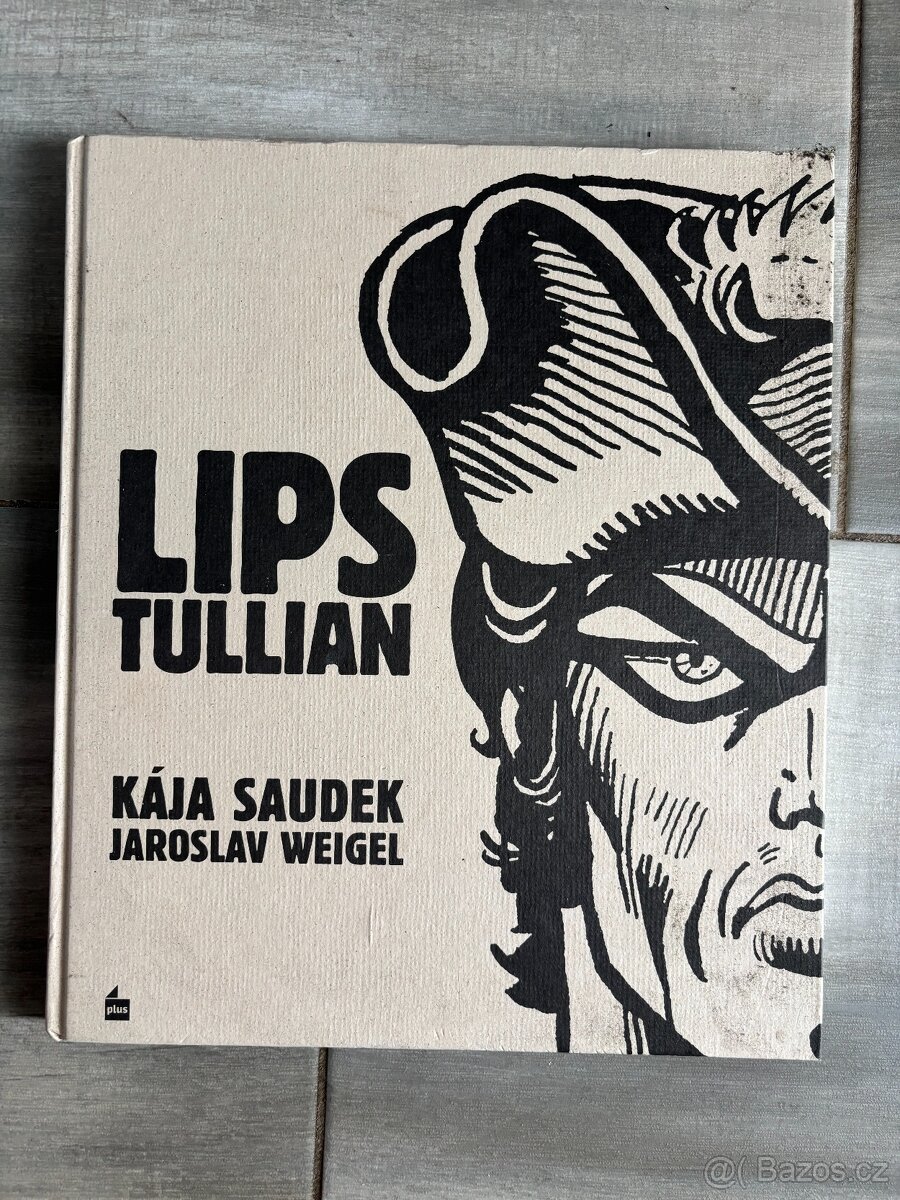 LIPS
TULLIAN
KÁJA SAUDEK
JAROSLAV WEIGEL
plus
@( Bazos.cz